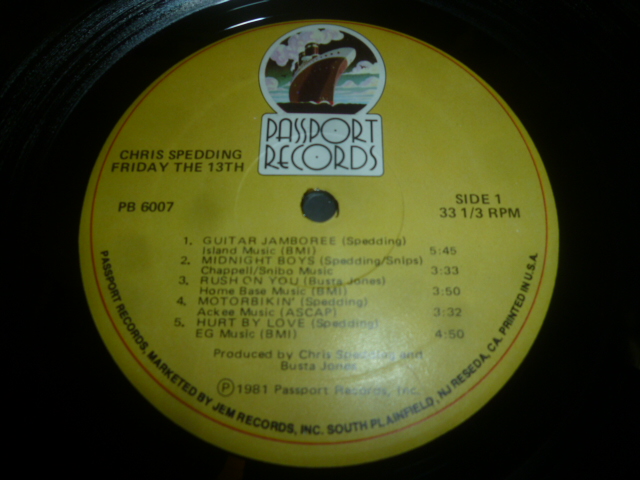 PASSPORT
RECORDS
CHRIS SPEDDING
FRIDAY THE 13TH
PB 6007
SIDE 1
33 1/3 RPM
1. GUITAR JAMBOREE (Spedding)
Island Music (BMI) 5:45
2. MIDNIGHT BOYS (Spedding/Snips)
Chappell/Snibo Music 3:33
3. RUSH ON YOU (Busta Jones)
Home Base Music (BMI) 3:50
4. MOTORBIKIN' (Spedding)
Ackee Music (ASCAP) 3:32
5. HURT BY LOVE (Spedding)
EG Music (BMI) 4:50
Produced by Chris Spedding and
Busta Jones
Ⓟ 1981 Passport Records, Inc.
PASSPORT RECORDS, MARKETED BY JEM RECORDS, INC. SOUTH PLAINFIELD, NJ RESEDA, CA. PRINTED IN U.S.A.